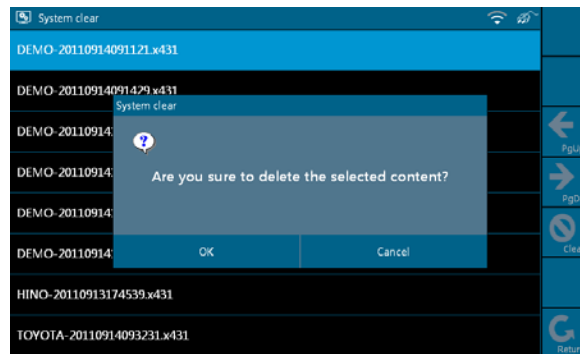 System clear
DEMO-20110914091121.x431
DEMO-20110914091429.x431
System clear
DEMO-20110914
DEMO-20110914
Are you sure to delete the selected content?
DEMO-20110914
DEMO-20110914
OK
Cancel
HINO-20110913174539.x431
TOYOTA-20110914093231.x431
PgU
PgD
Clea
Retur